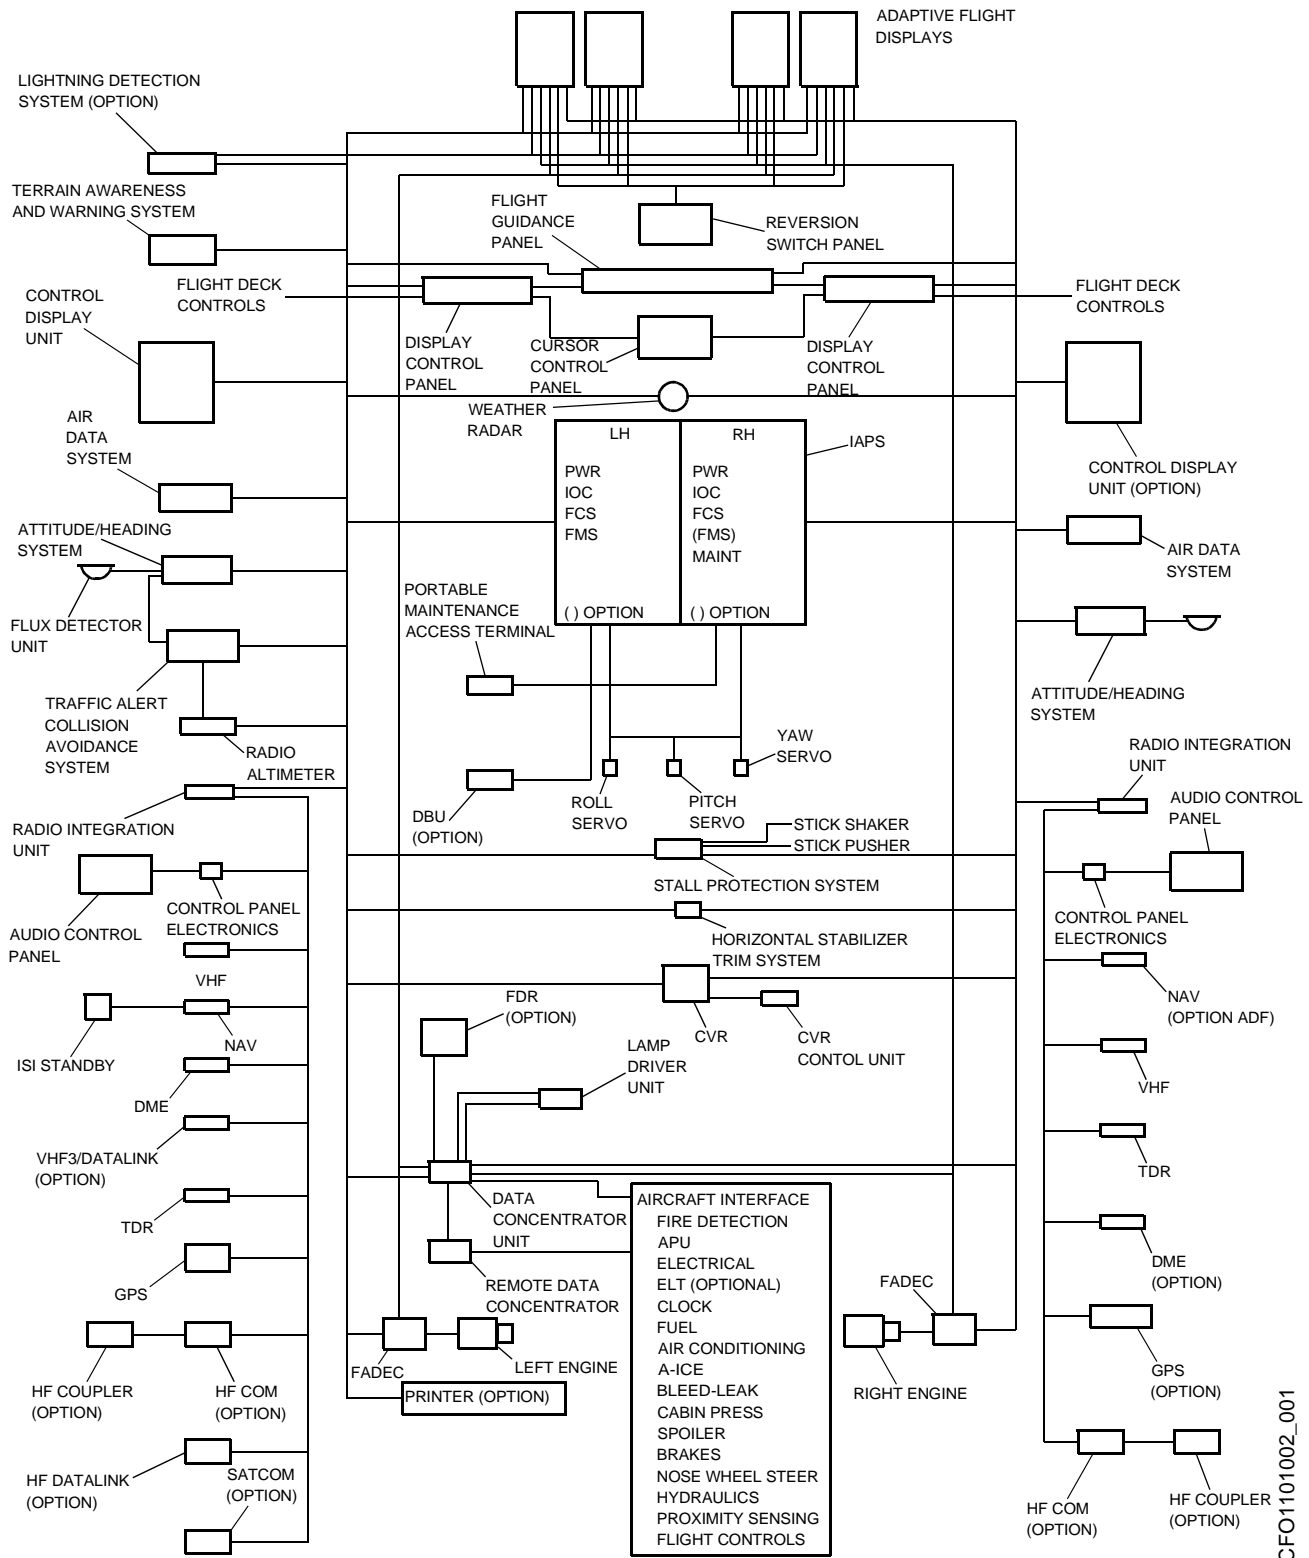 ADAPTIVE FLIGHT
DISPLAYS
LIGHTNING DETECTION
SYSTEM (OPTION)
TERRAIN AWARENESS
AND WARNING SYSTEM
FLIGHT
GUIDANCE
PANEL
REVERSION
SWITCH PANEL
FLIGHT DECK
CONTROLS
FLIGHT DECK
CONTROLS
CONTROL
DISPLAY
UNIT
DISPLAY
CONTROL
PANEL
CURSOR
CONTROL
PANEL
DISPLAY
CONTROL
PANEL
WEATHER
RADAR
AIR
DATA
SYSTEM
LH
PWR
IOC
FCS
FMS
( ) OPTION
RH
PWR
IOC
FCS
(FMS)
MAINT
( ) OPTION
IAPS
CONTROL DISPLAY
UNIT (OPTION)
ATTITUDE/HEADING
SYSTEM
AIR DATA
SYSTEM
FLUX DETECTOR
UNIT
PORTABLE
MAINTENANCE
ACCESS TERMINAL
TRAFFIC ALERT
COLLISION
AVOIDANCE
SYSTEM
ATTITUDE/HEADING
SYSTEM
RADIO
ALTIMETER
YAW
SERVO
RADIO INTEGRATION
UNIT
DBU
(OPTION)
ROLL
SERVO
PITCH
SERVO
AUDIO CONTROL
PANEL
RADIO INTEGRATION
UNIT
STICK SHAKER
STICK PUSHER
STALL PROTECTION SYSTEM
CONTROL PANEL
ELECTRONICS
CONTROL PANEL
ELECTRONICS
AUDIO CONTROL
PANEL
HORIZONTAL STABILIZER
TRIM SYSTEM
VHF
NAV
ISI STANDBY
FDR
(OPTION)
CVR
CVR
CONTOL UNIT
NAV
(OPTION ADF)
LAMP
DRIVER
UNIT
DME
VHF
VHF3/DATALINK
(OPTION)
TDR
TDR
DATA
CONCENTRATOR
UNIT
AIRCRAFT INTERFACE
FIRE DETECTION
APU
ELECTRICAL
ELT (OPTIONAL)
CLOCK
FUEL
AIR CONDITIONING
A-ICE
BLEED-LEAK
CABIN PRESS
SPOILER
BRAKES
NOSE WHEEL STEER
HYDRAULICS
PROXIMITY SENSING
FLIGHT CONTROLS
GPS
REMOTE DATA
CONCENTRATOR
FADEC
DME
(OPTION)
FADEC
LEFT ENGINE
RIGHT ENGINE
GPS
(OPTION)
HF COUPLER
(OPTION)
HF COM
(OPTION)
PRINTER (OPTION)
HF DATALINK
(OPTION)
SATCOM
(OPTION)
HF COM
(OPTION)
HF COUPLER
(OPTION)
CFO1101002_001